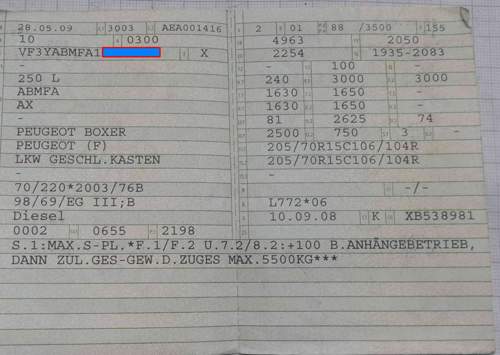 28.05.09 3003 AEA001416
10 0300
VF3YABMFA1 X
-
250 L
ABMFA
AX
-
PEUGEOT BOXER
PEUGEOT (F)
LKW GESCHL.KASTEN
-
70/220*2003/76B
98/69/EG III;B
Diesel
0002 0655 2198
2 01 88 /3500 155
4963 2050
2254 1935-2083
- 100 -
240 3000 3000
1630 1650 -
1630 1650 -
81 2625 74
2500 750 3 -
205/70R15C106/104R
205/70R15C106/104R
-
-/-
L772*06
10.09.08 K XB538981
S.1:MAX.S-PL.*F.1/F.2 U.7.2/8.2:+100 B.ANHÄNGEBETRIEB,
DANN ZUL.GES-GEW.D.ZUGES MAX.5500KG***